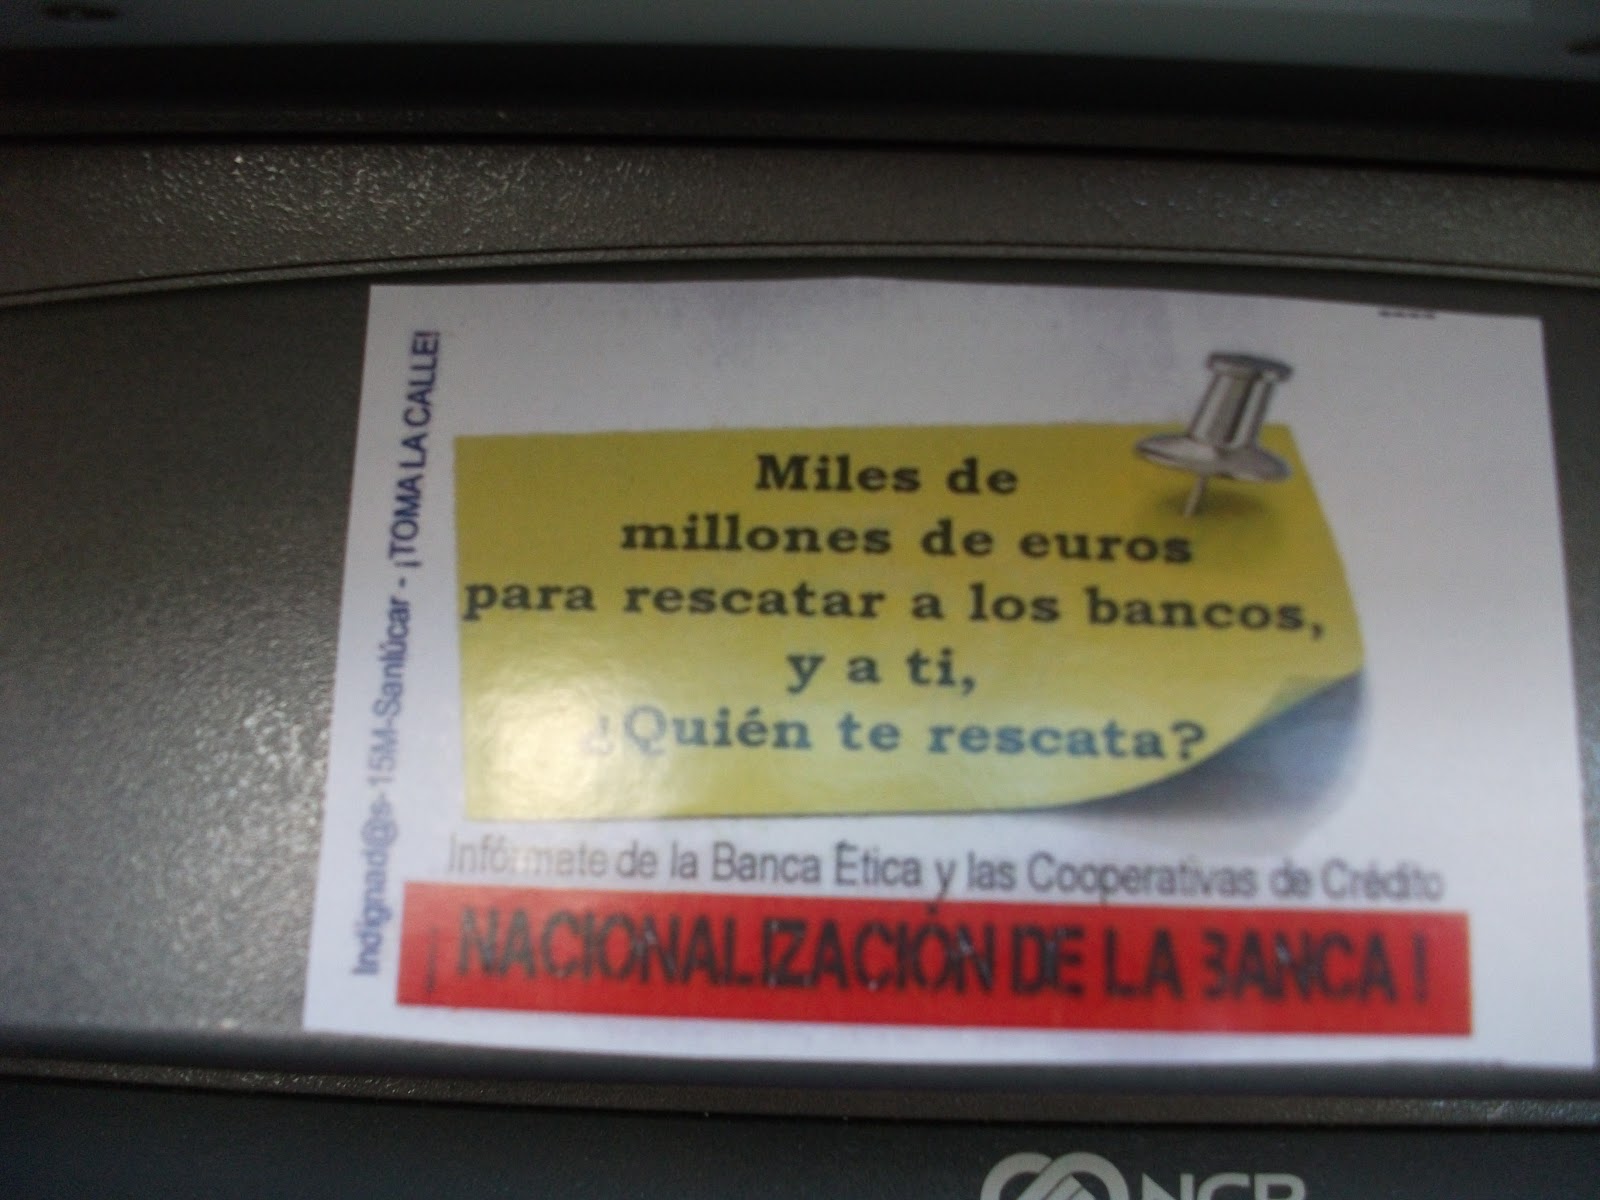 Indignad@s-15M-Sanlúcar - ¡TOMA LA CALLE!
Miles de
millones de euros
para rescatar a los bancos,
y a ti,
¿Quién te rescata?
Infórmate de la Banca Ética y las Cooperativas de Crédito
¡NACIONALIZACIÓN DE LA BANCA!
NCR